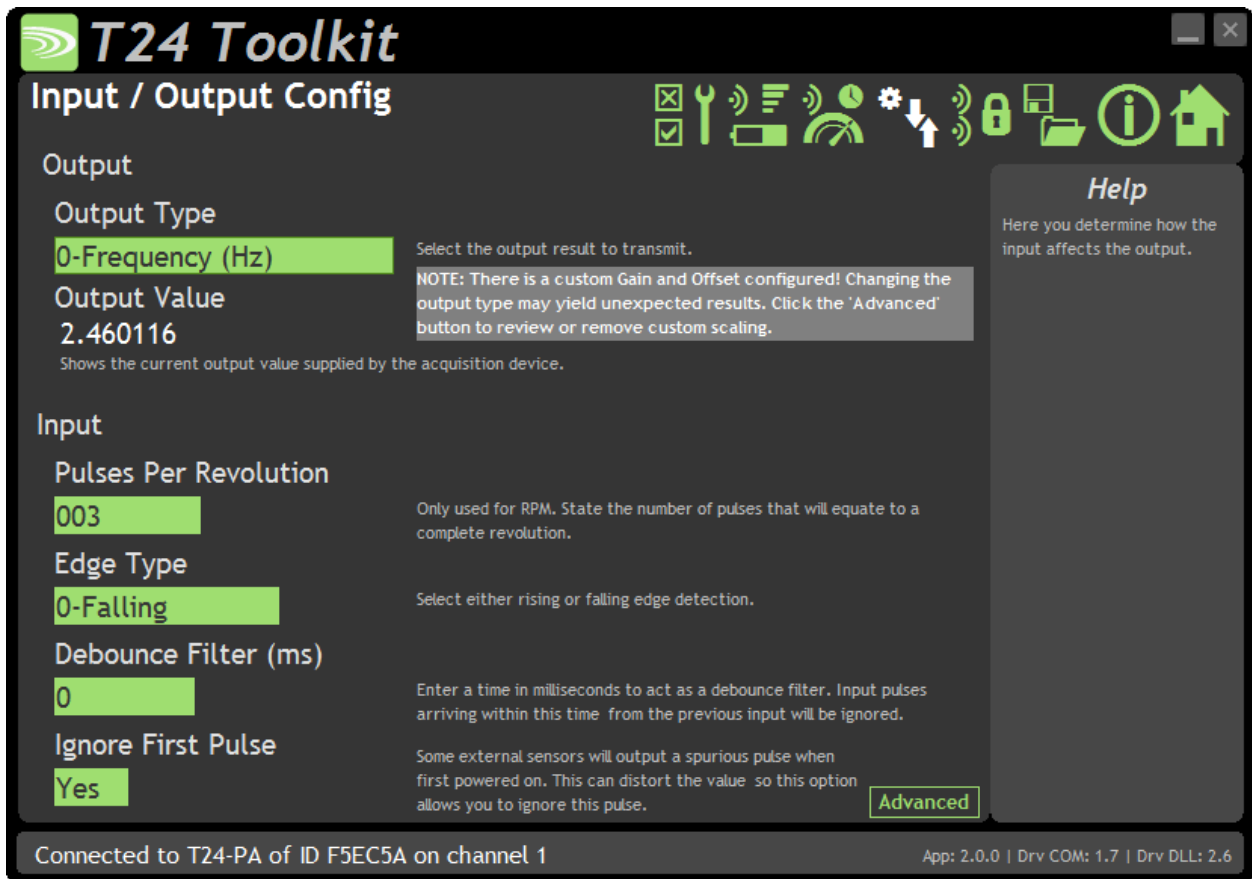 T24 Toolkit
Input / Output Config
Output
Output Type
0-Frequency (Hz)
Select the output result to transmit.
NOTE: There is a custom Gain and Offset configured! Changing the
output type may yield unexpected results. Click the 'Advanced'
button to review or remove custom scaling.
Output Value
2.460116
Shows the current output value supplied by the acquisition device.
Input
Pulses Per Revolution
003
Only used for RPM. State the number of pulses that will equate to a
complete revolution.
Edge Type
0-Falling
Select either rising or falling edge detection.
Debounce Filter (ms)
0
Enter a time in milliseconds to act as a debounce filter. Input pulses
arriving within this time from the previous input will be ignored.
Ignore First Pulse
Yes
Some external sensors will output a spurious pulse when
first powered on. This can distort the value so this option
allows you to ignore this pulse.
Advanced
Help
Here you determine how the
input affects the output.
Connected to T24-PA of ID F5EC5A on channel 1
App: 2.0.0 | Drv COM: 1.7 | Drv DLL: 2.6